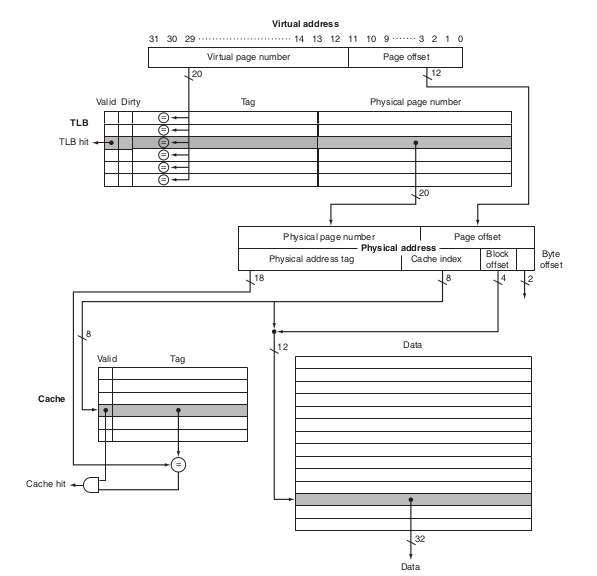 Virtual address
31 30 29 ······························ 14 13 12 11 10 9 ······· 3 2 1 0
Virtual page number Page offset
20 12
Valid Dirty Tag Physical page number
TLB
=
=
TLB hit =
=
=
=
20
Physical page number Page offset
Physical address
Physical address tag Cache index Block offset Byte offset
18 8 4 2
8 12
Valid Tag Data
Cache
=
Cache hit
32
Data